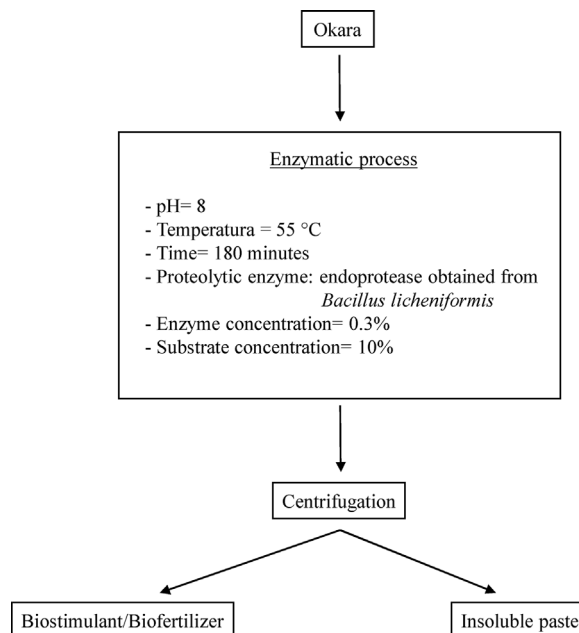 Okara
Enzymatic process
- pH= 8
- Temperatura = 55 °C
- Time= 180 minutes
- Proteolytic enzyme: endoprotease obtained from
Bacillus licheniformis
- Enzyme concentration= 0.3%
- Substrate concentration= 10%
Centrifugation
Biostimulant/Biofertilizer
Insoluble paste